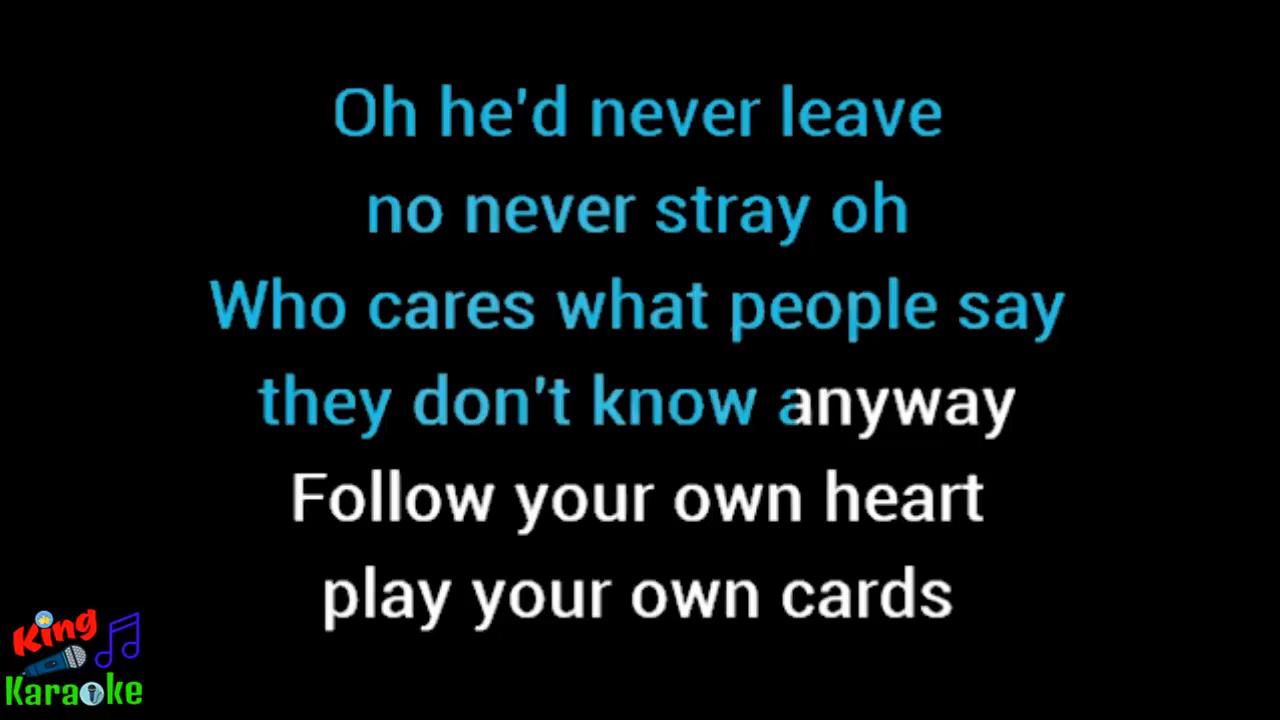 Oh he'd never leave
no never stray oh
Who cares what people say
they don't know anyway
Follow your own heart
play your own cards
King
Karaoke